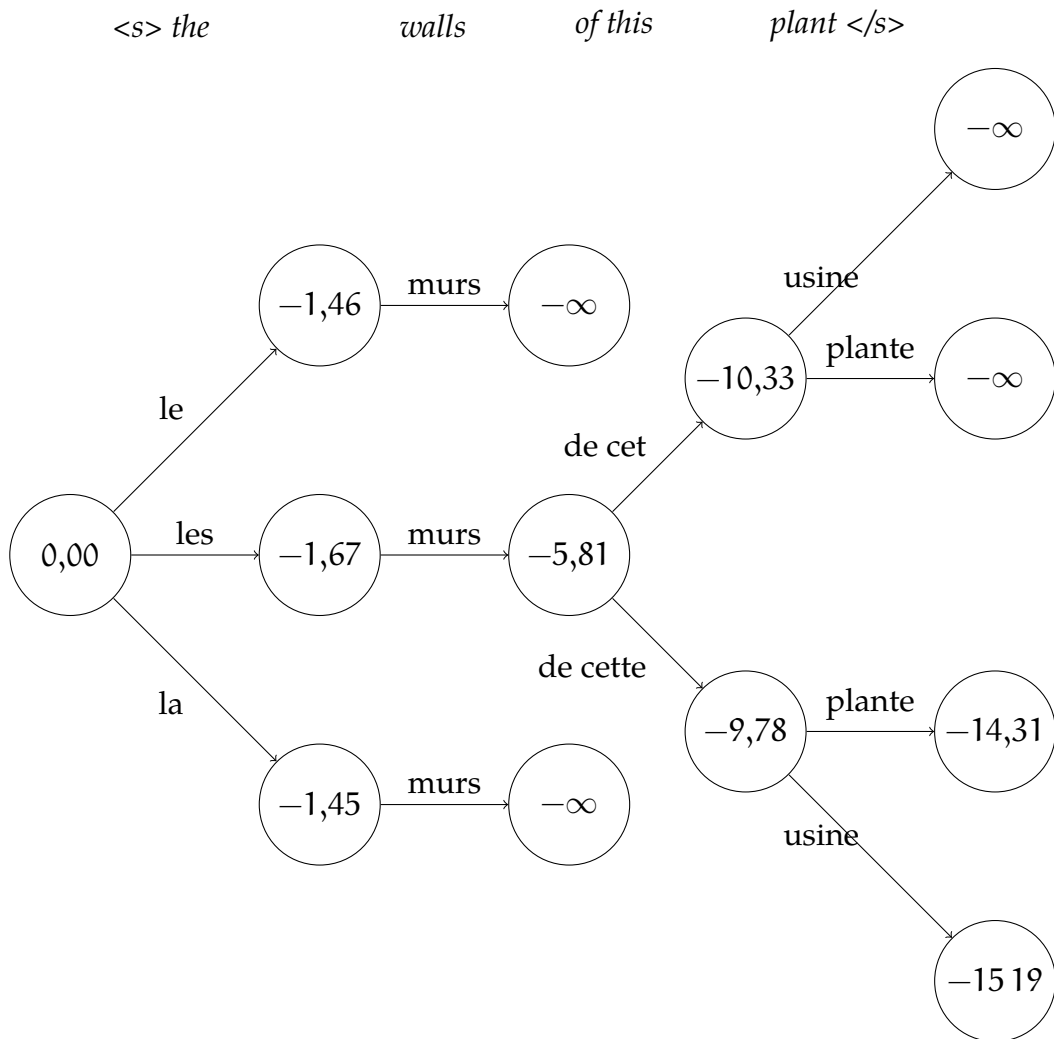 <s> the walls of this plant </s>
−∞
usine
−1,46 murs −∞
−10,33 plante −∞
le
de cet
0,00 les −1,67 murs −5,81
de cette
la
−9,78 plante −14,31
−1,45 murs −∞
usine
−15 19